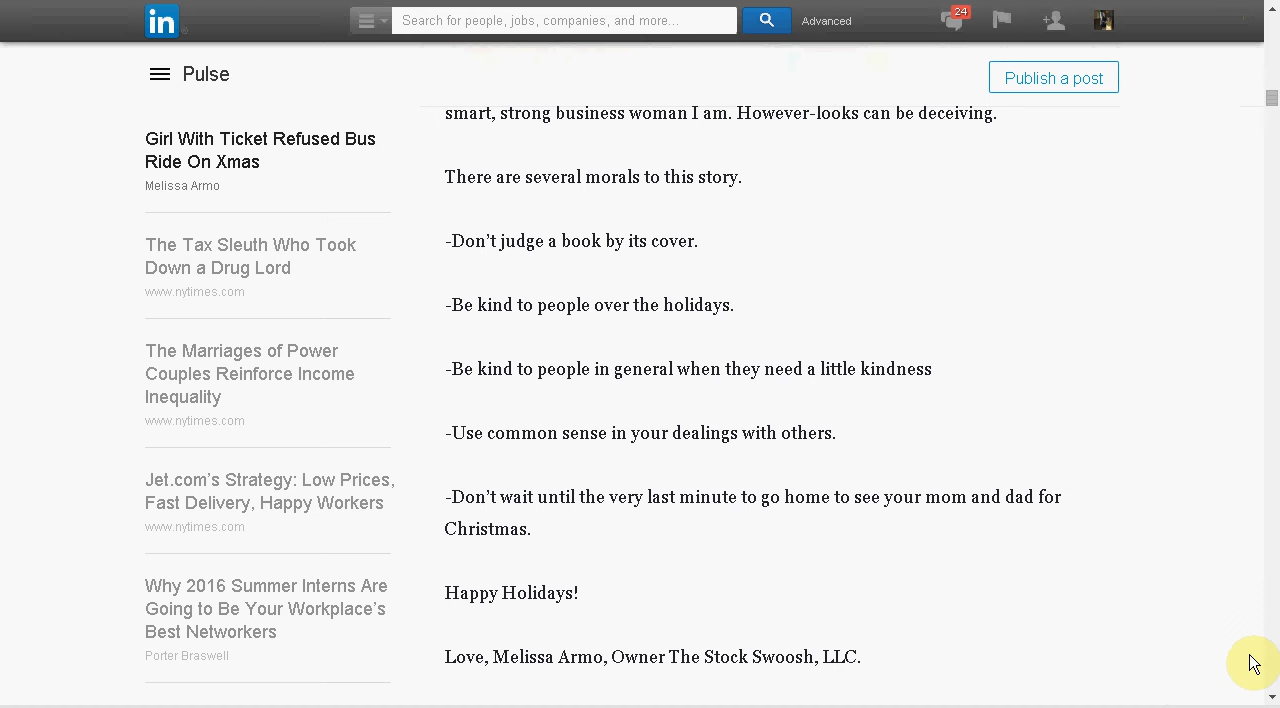 in
Search for people, jobs, companies, and more...
Advanced
24
Pulse
Publish a post
Girl With Ticket Refused Bus
Ride On Xmas
Melissa Armo
The Tax Sleuth Who Took
Down a Drug Lord
www.nytimes.com
The Marriages of Power
Couples Reinforce Income
Inequality
www.nytimes.com
Jet.com’s Strategy: Low Prices,
Fast Delivery, Happy Workers
www.nytimes.com
Why 2016 Summer Interns Are
Going to Be Your Workplace’s
Best Networkers
Porter Braswell
smart, strong business woman I am. However-looks can be deceiving.
There are several morals to this story.
-Don’t judge a book by its cover.
-Be kind to people over the holidays.
-Be kind to people in general when they need a little kindness
-Use common sense in your dealings with others.
-Don’t wait until the very last minute to go home to see your mom and dad for
Christmas.
Happy Holidays!
Love, Melissa Armo, Owner The Stock Swoosh, LLC.